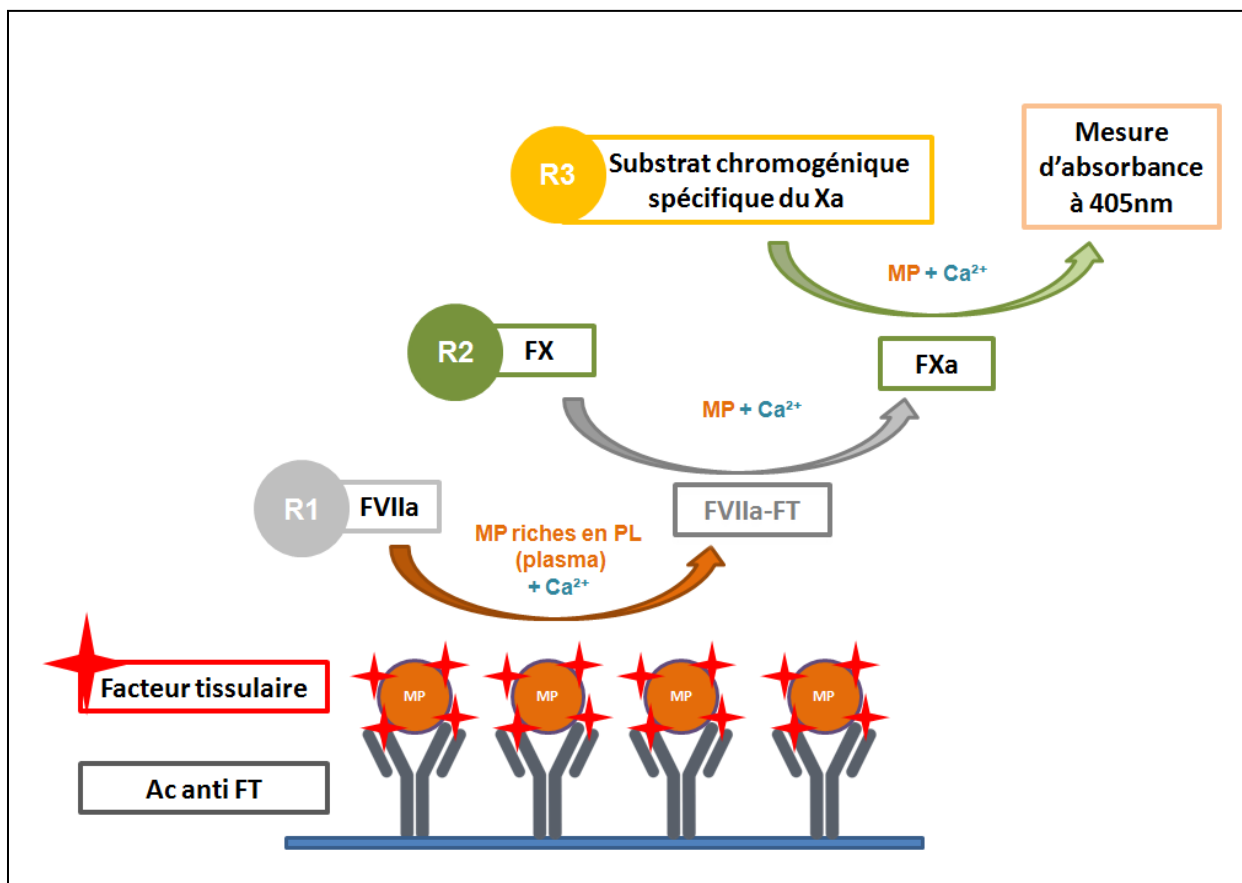 R3
Substrat chromogénique
spécifique du Xa
Mesure
d’absorbance
à 405nm
MP + Ca²⁺
R2
FX
FXa
MP + Ca²⁺
R1
FVIIa
FVIIa-FT
MP riches en PL
(plasma)
+ Ca²⁺
Facteur tissulaire
MP
MP
MP
MP
Ac anti FT